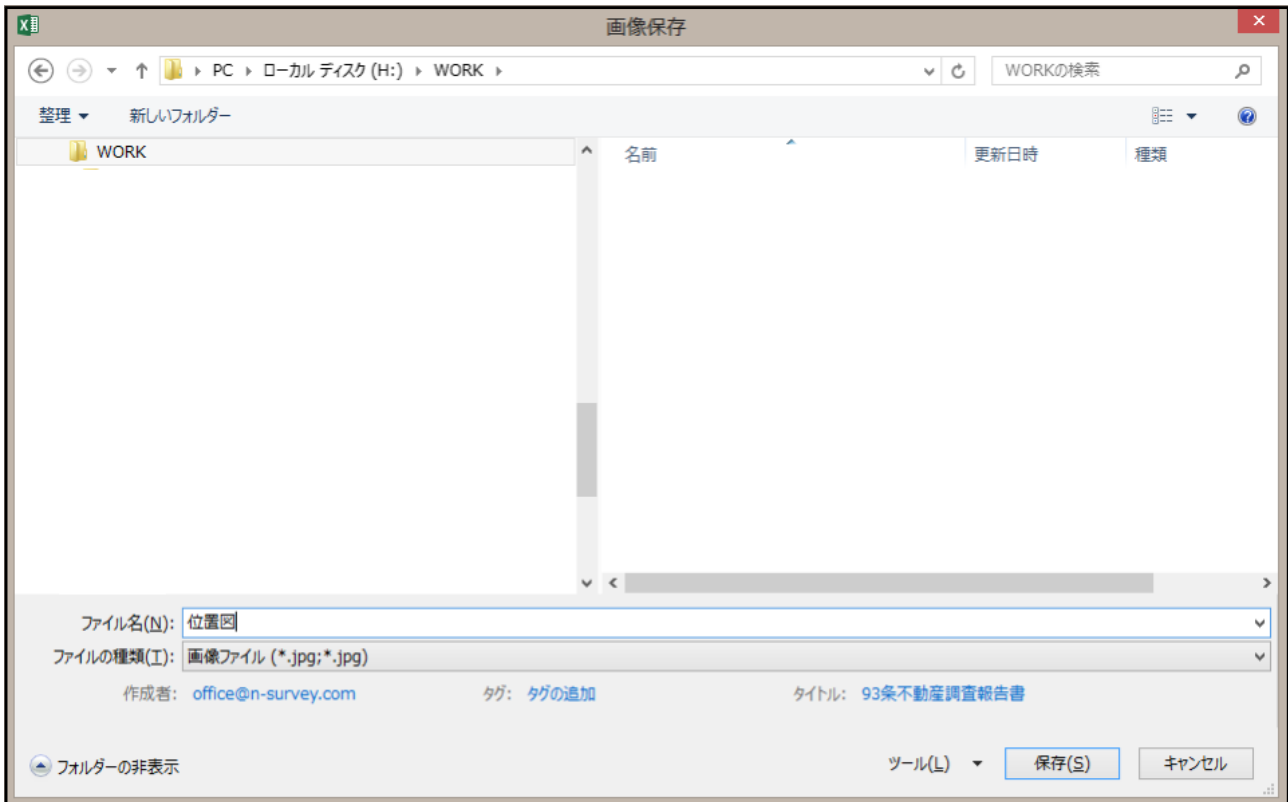 画像保存
PC ▸ ローカル ディスク (H:) ▸ WORK ▸
WORKの検索
整理 新しいフォルダー
WORK
名前 更新日時 種類
ファイル名(N): 位置図
ファイルの種類(T): 画像ファイル (*.jpg;*.jpg)
作成者: office@n-survey.com タグ: タグの追加 タイトル: 93条不動産調査報告書
フォルダーの非表示 ツール(L) 保存(S) キャンセル